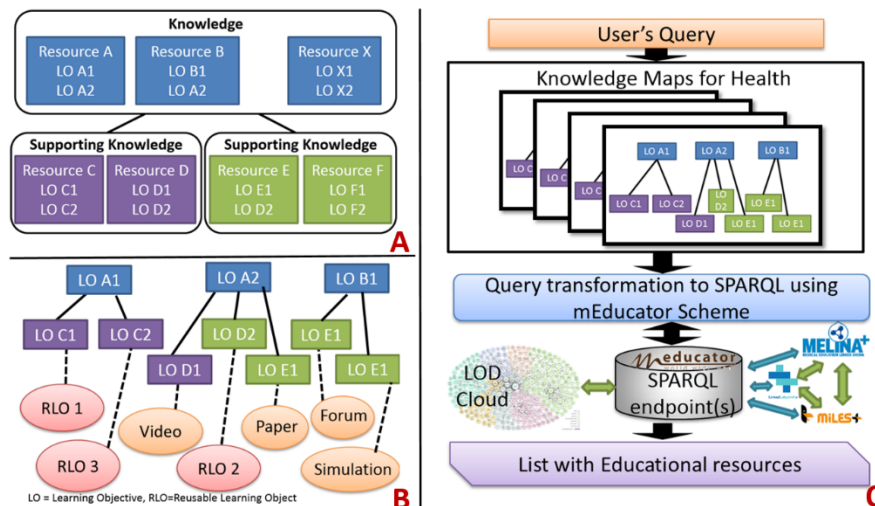 Knowledge
Resource A
LO A1
LO A2
Resource B
LO B1
LO A2
Resource X
LO X1
LO X2
Supporting Knowledge
Resource C
LO C1
LO C2
Resource D
LO D1
LO D2
Supporting Knowledge
Resource E
LO E1
LO D2
Resource F
LO F1
LO F2
A
LO A1
LO A2
LO B1
LO C1
LO C2
LO D2
LO E1
LO D1
LO E1
LO E1
RLO 1
Video
Paper
Forum
RLO 3
RLO 2
Simulation
LO = Learning Objective, RLO=Reusable Learning Object
B
User's Query
Knowledge Maps for Health
LO C
LO C
LO C
LO A1
LO A2
LO B1
LO C1
LO C2
LO
D2
LO E1
LO D1
LO E1
LO E1
Query transformation to SPARQL using
mEducator Scheme
LOD
Cloud
meducator
SPARQL
endpoint(s)
MELINA+
MILES+
List with Educational resources
C